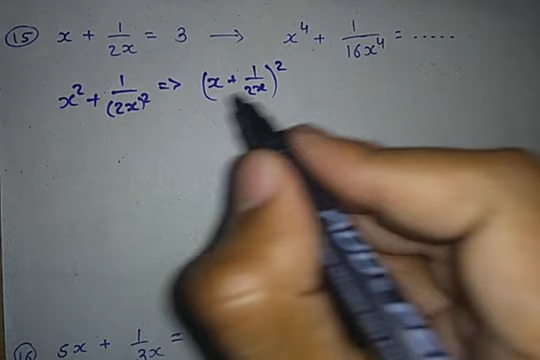 15 x + 1/2x = 3 → x⁴ + 1/16x⁴ = .....
x² + 1/(2x)² => (x + 1/2x)²
16 5x + 1/3x =